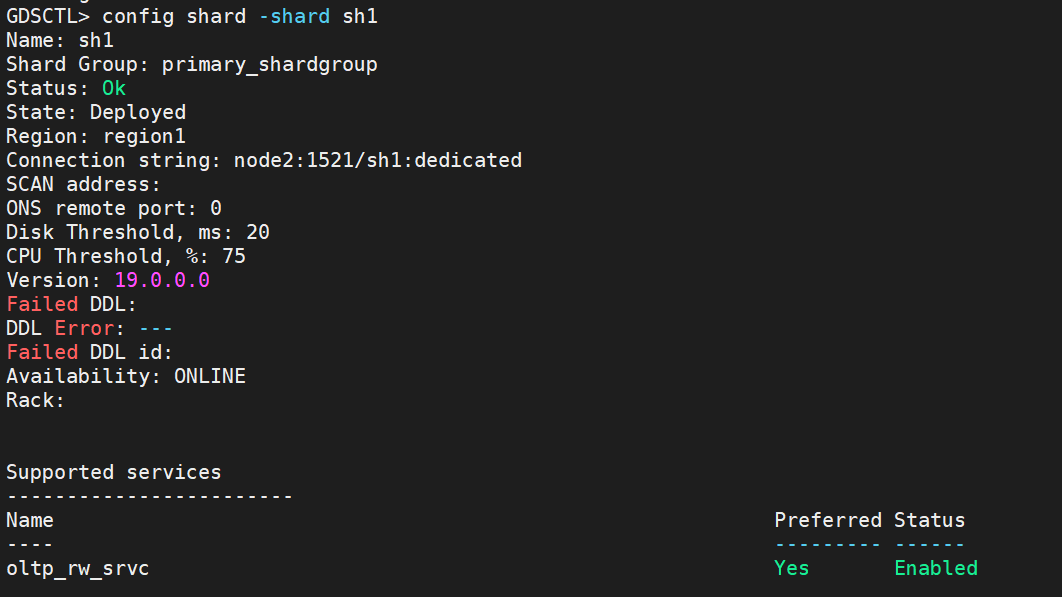 GDSCTL> config shard -shard sh1
Name: sh1
Shard Group: primary_shardgroup
Status: Ok
State: Deployed
Region: region1
Connection string: node2:1521/sh1:dedicated
SCAN address:
ONS remote port: 0
Disk Threshold, ms: 20
CPU Threshold, %: 75
Version: 19.0.0.0
Failed DDL:
DDL Error: ---
Failed DDL id:
Availability: ONLINE
Rack:
Supported services
------------------------
Name Preferred Status
---- --------- ------
oltp_rw_srvc Yes Enabled